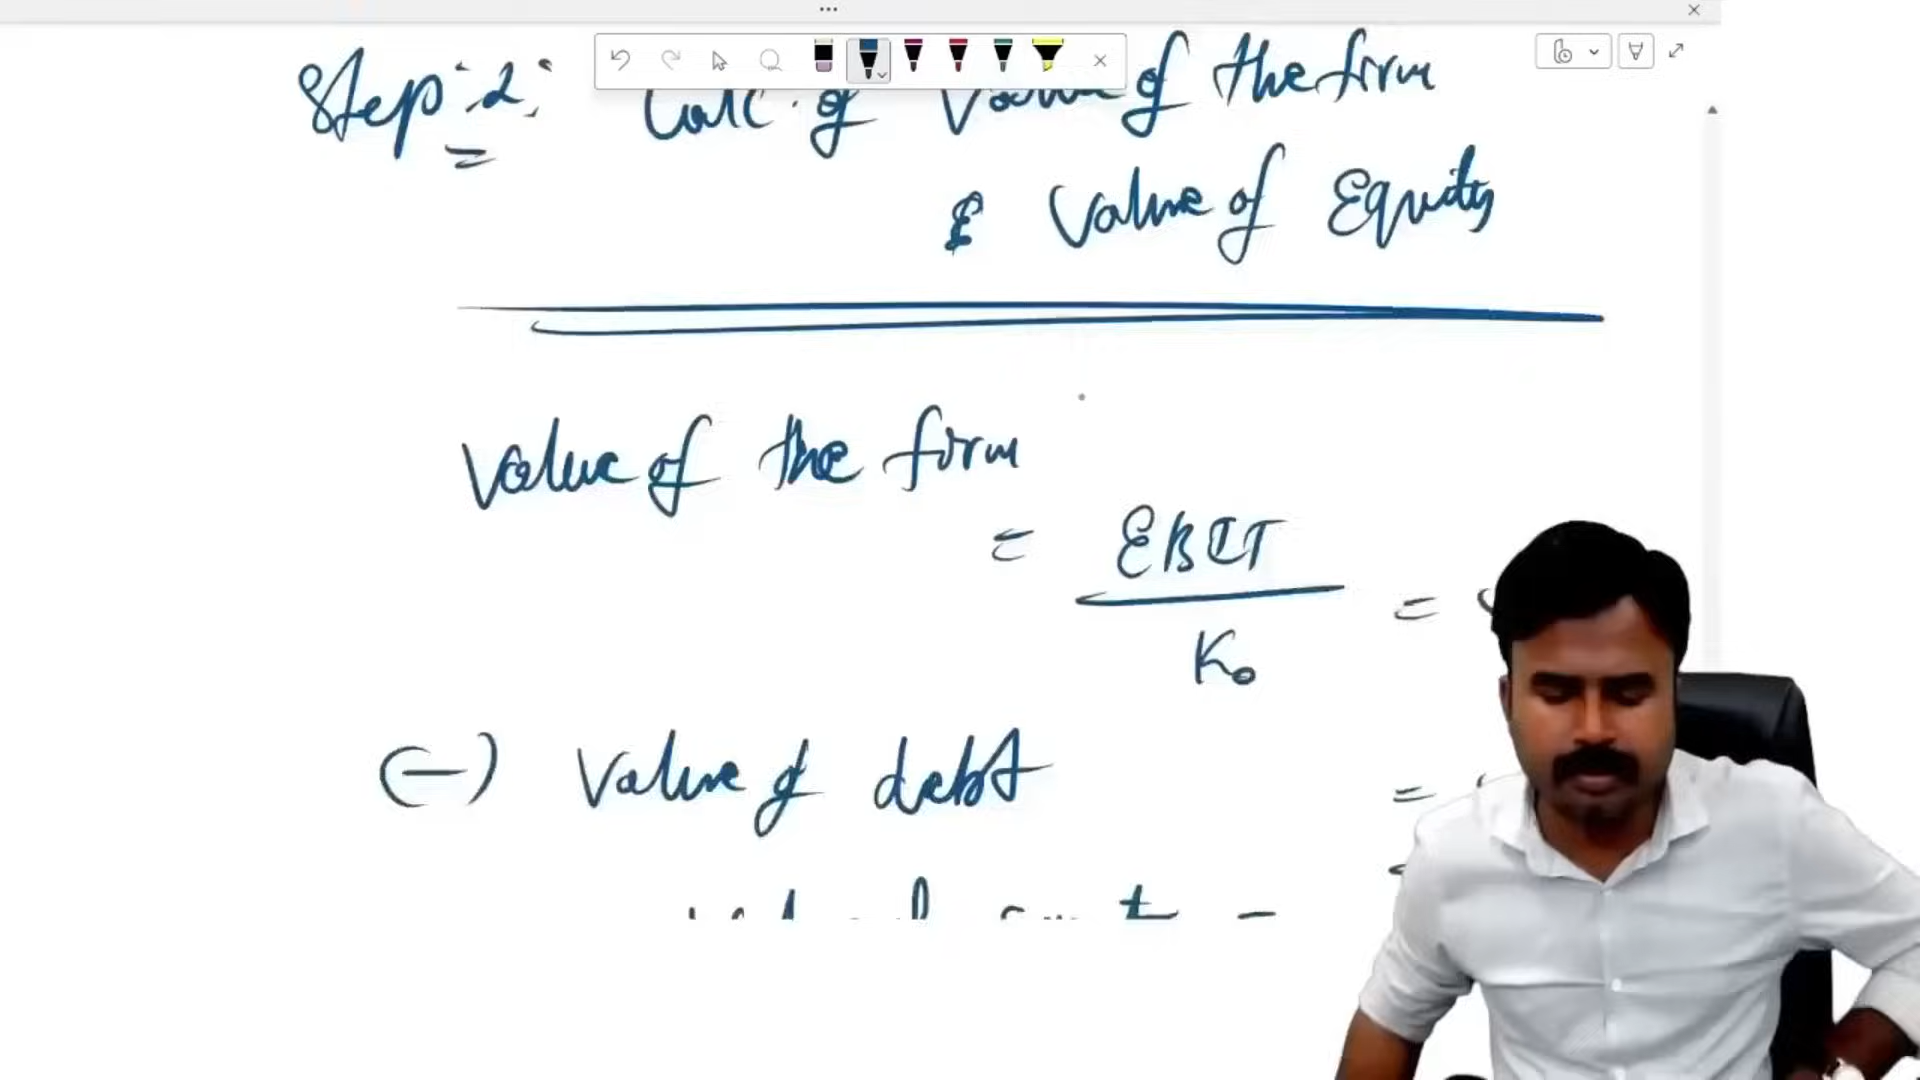 Step:-2: Calc. of Value of the firm
& Value of Equity
Value of the firm
= EBIT
K₀ =
(-) Value of debt =